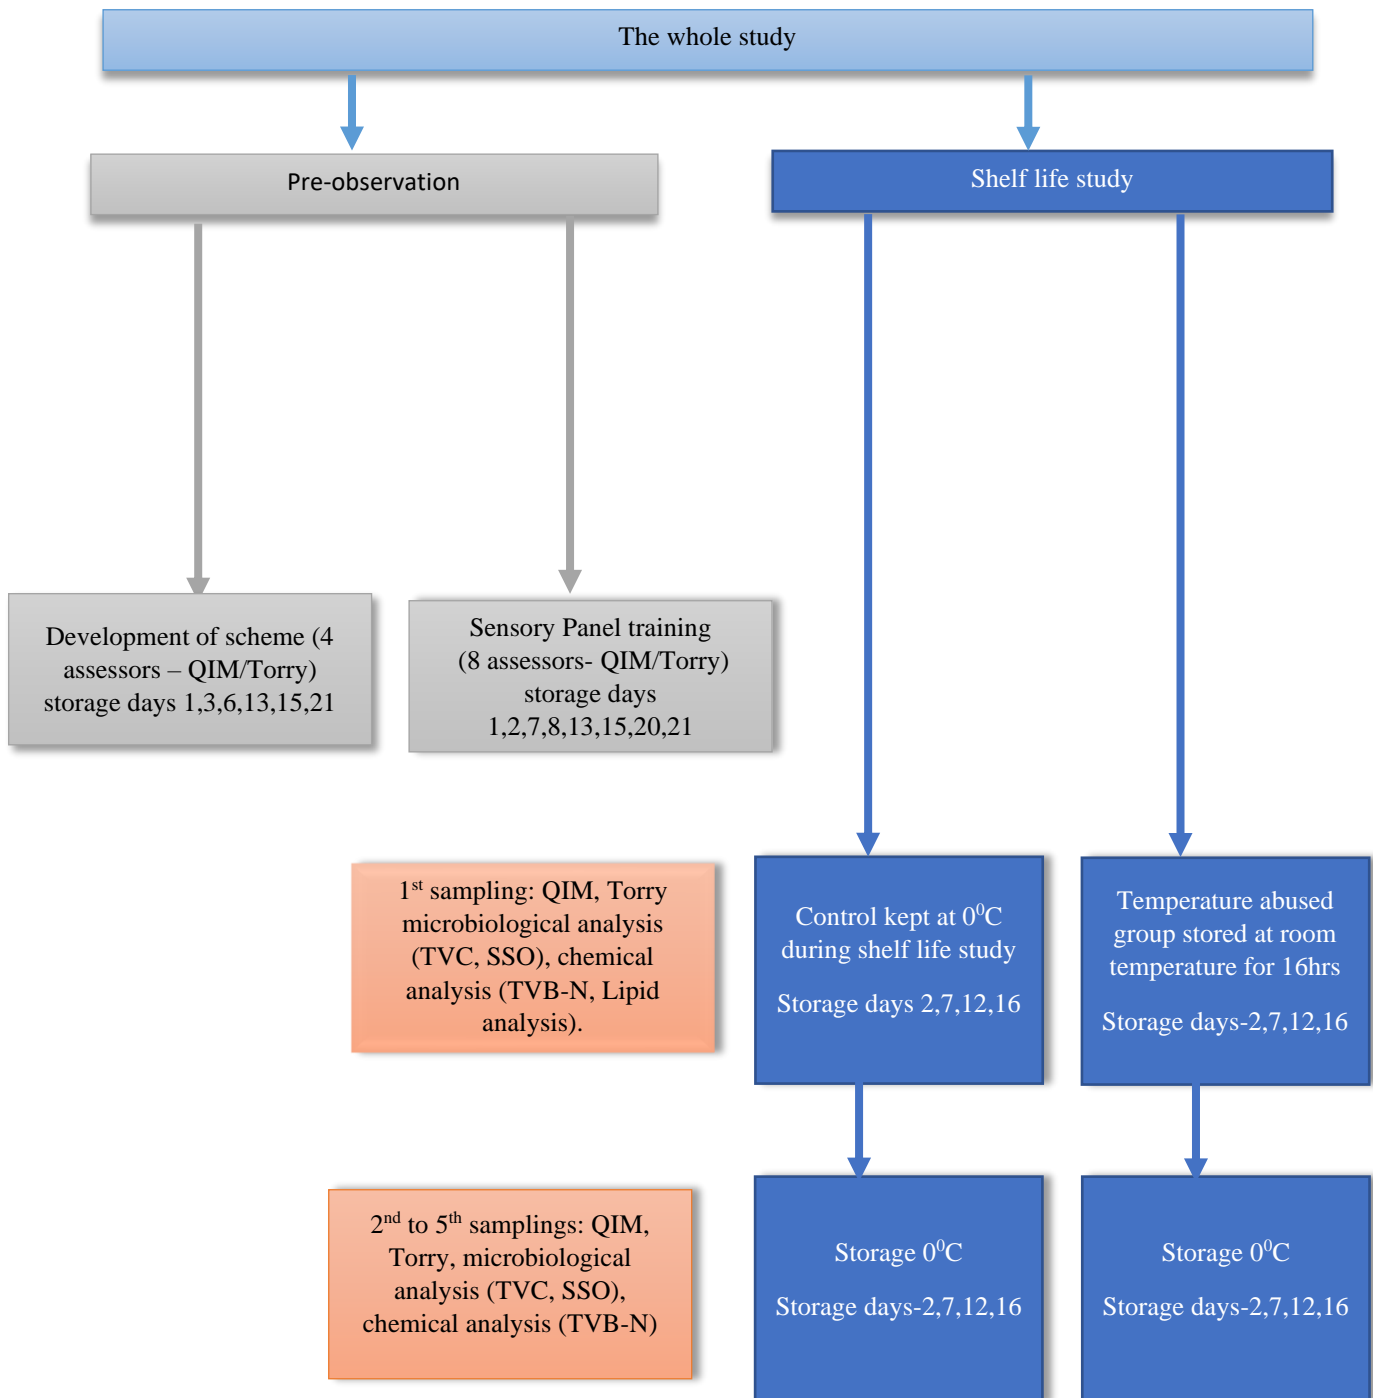 The whole study
Pre-observation
Shelf life study
Development of scheme (4
assessors – QIM/Torry)
storage days 1,3,6,13,15,21
Sensory Panel training
(8 assessors- QIM/Torry)
storage days
1,2,7,8,13,15,20,21
1st sampling: QIM, Torry
microbiological analysis
(TVC, SSO), chemical
analysis (TVB-N, Lipid
analysis).
Control kept at 0⁰C
during shelf life study
Storage days 2,7,12,16
Temperature abused
group stored at room
temperature for 16hrs
Storage days-2,7,12,16
2nd to 5th samplings: QIM,
Torry, microbiological
analysis (TVC, SSO),
chemical analysis (TVB-N)
Storage 0⁰C
Storage days-2,7,12,16
Storage 0⁰C
Storage days-2,7,12,16